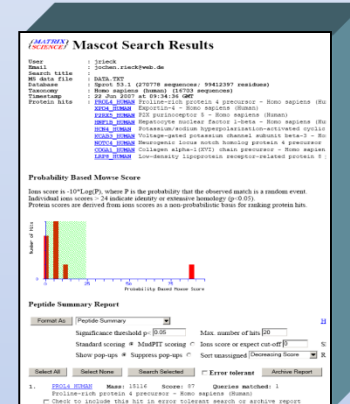 {MATRIX} {SCIENCE} Mascot Search Results
User : jrieck
Email : jochen.rieck@web.de
Search title :
MS data file : DATA.TXT
Database : Sprot 53.1 (270778 sequences; 99412397 residues)
Taxonomy : Homo sapiens (human) (16703 sequences)
Timestamp : 22 Jun 2007 at 09:34:36 GMT
Protein hits : PROL4_HUMAN Proline-rich protein 4 precursor - Homo sapiens (Hu
XPO4_HUMAN Exportin-4 - Homo sapiens (Human)
P2RX5_HUMAN P2X purinoceptor 5 - Homo sapiens (Human)
HNF1B_HUMAN Hepatocyte nuclear factor 1-beta - Homo sapiens (Hum
HCN4_HUMAN Potassium/sodium hyperpolarization-activated cyclic
KCAB3_HUMAN Voltage-gated potassium channel subunit beta-3 - Ho
NOTC4_HUMAN Neurogenic locus notch homolog protein 4 precursor
COGA1_HUMAN Collagen alpha-1(XVI) chain precursor - Homo sapien
LRP8_HUMAN Low-density lipoprotein receptor-related protein 8
Probability Based Mowse Score
Ions score is -10*Log(P), where P is the probability that the observed match is a random event.
Individual ions scores > 24 indicate identity or extensive homology (p<0.05).
Protein scores are derived from ions scores as a non-probabilistic basis for ranking protein hits.
Number of Hits
0 25 50 75
Probability Based Mowse Score
Peptide Summary Report
Format As Peptide Summary
Significance threshold p< 0.05 Max. number of hits 20
Standard scoring MudPIT scoring Ions score or expect cut-off 0 S
Show pop-ups Suppress pop-ups Sort unassigned Decreasing Score R
Select All Select None Search Selected Error tolerant Archive Report
1. PROL4_HUMAN Mass: 15116 Score: 87 Queries matched: 1
Proline-rich protein 4 precursor - Homo sapiens (Human)
Check to include this hit in error tolerant search or archive report